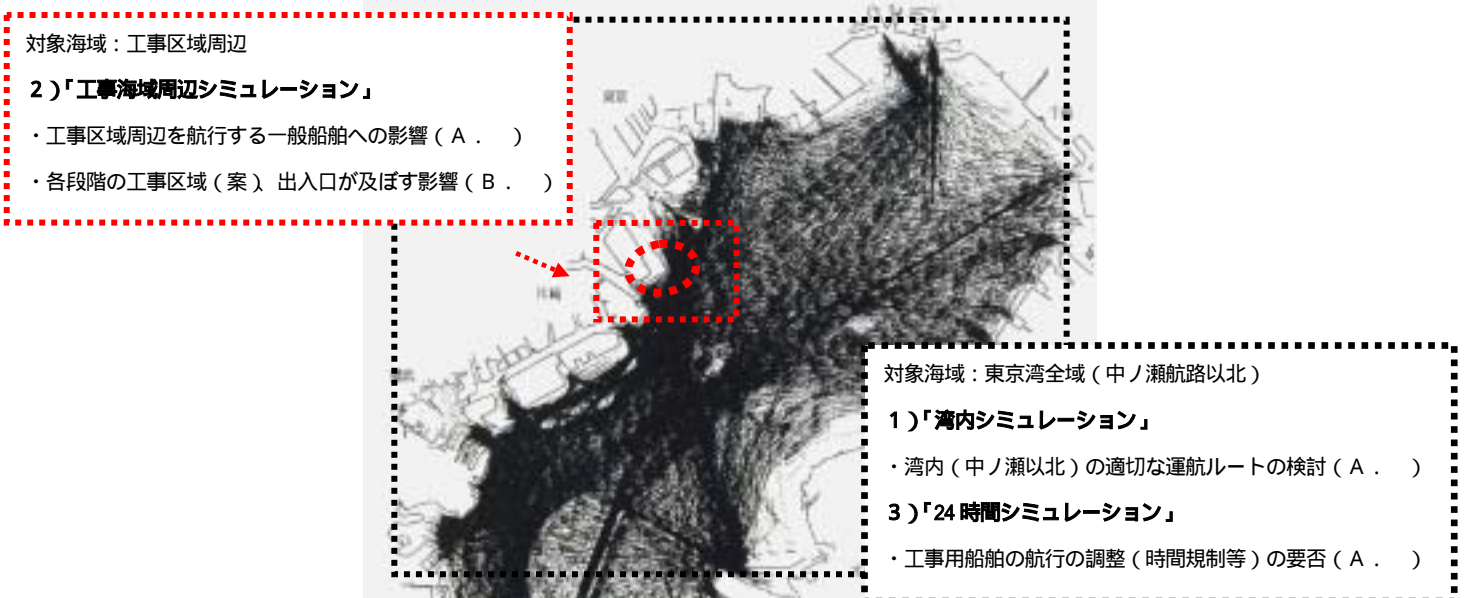 対象海域：工事区域周辺
2）「工事海域周辺シミュレーション」
・工事区域周辺を航行する一般船舶への影響（A．　）
・各段階の工事区域（案）、出入口が及ぼす影響（B．　）
東京
川崎
対象海域：東京湾全域（中ノ瀬航路以北）
1）「湾内シミュレーション」
・湾内（中ノ瀬以北）の適切な運航ルートの検討（A．　）
3）「24時間シミュレーション」
・工事用船舶の航行の調整（時間規制等）の要否（A．　）